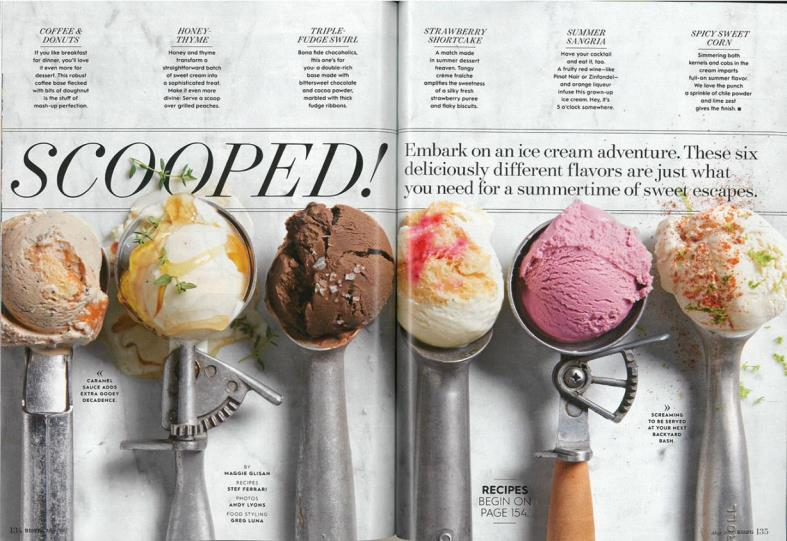 COFFEE &
DONUTS
If you like breakfast
for dinner, you'll love
it even more for
dessert. This robust
coffee base flecked
with bits of doughnut
is the stuff of
mash-up perfection.
HONEY-
THYME
Honey and thyme
transform a
straightforward batch
of sweet cream into
a sophisticated treat.
Make it even more
divine: Serve a scoop
over grilled peaches.
TRIPLE-
FUDGE SWIRL
Bona fide chocoholics,
this one's for
you: a double-rich
base made with
bittersweet chocolate
and cocoa powder,
marbled with thick
fudge ribbons.
STRAWBERRY
SHORTCAKE
A match made
in summer dessert
heaven. Tangy
crème fraîche
amplifies the sweetness
of a silky fresh
strawberry puree
and flaky biscuits.
SUMMER
SANGRIA
Have your cocktail
and eat it, too.
A fruity red wine—like
Pinot Noir or Zinfandel—
and orange liqueur
infuse this grown-up
ice cream. Hey, it's
5 o'clock somewhere.
SPICY SWEET
CORN
Simmering both
kernels and cobs in the
cream imparts
full-on summer flavor.
We love the punch
a sprinkle of chile powder
and lime zest
gives the finish.
SCOOPED!
Embark on an ice cream adventure. These six
deliciously different flavors are just what
you need for a summertime of sweet escapes.
«
CARAMEL
SAUCE ADDS
EXTRA GOOEY
DECADENCE.
»
SCREAMING
TO BE SERVED
AT YOUR NEXT
BACKYARD
BASH.
BY
MAGGIE GLISAN
RECIPES
STEF FERRARI
PHOTOS
ANDY LYONS
FOOD STYLING
GREG LUNA
RECIPES
BEGIN ON
PAGE 154.
134
135